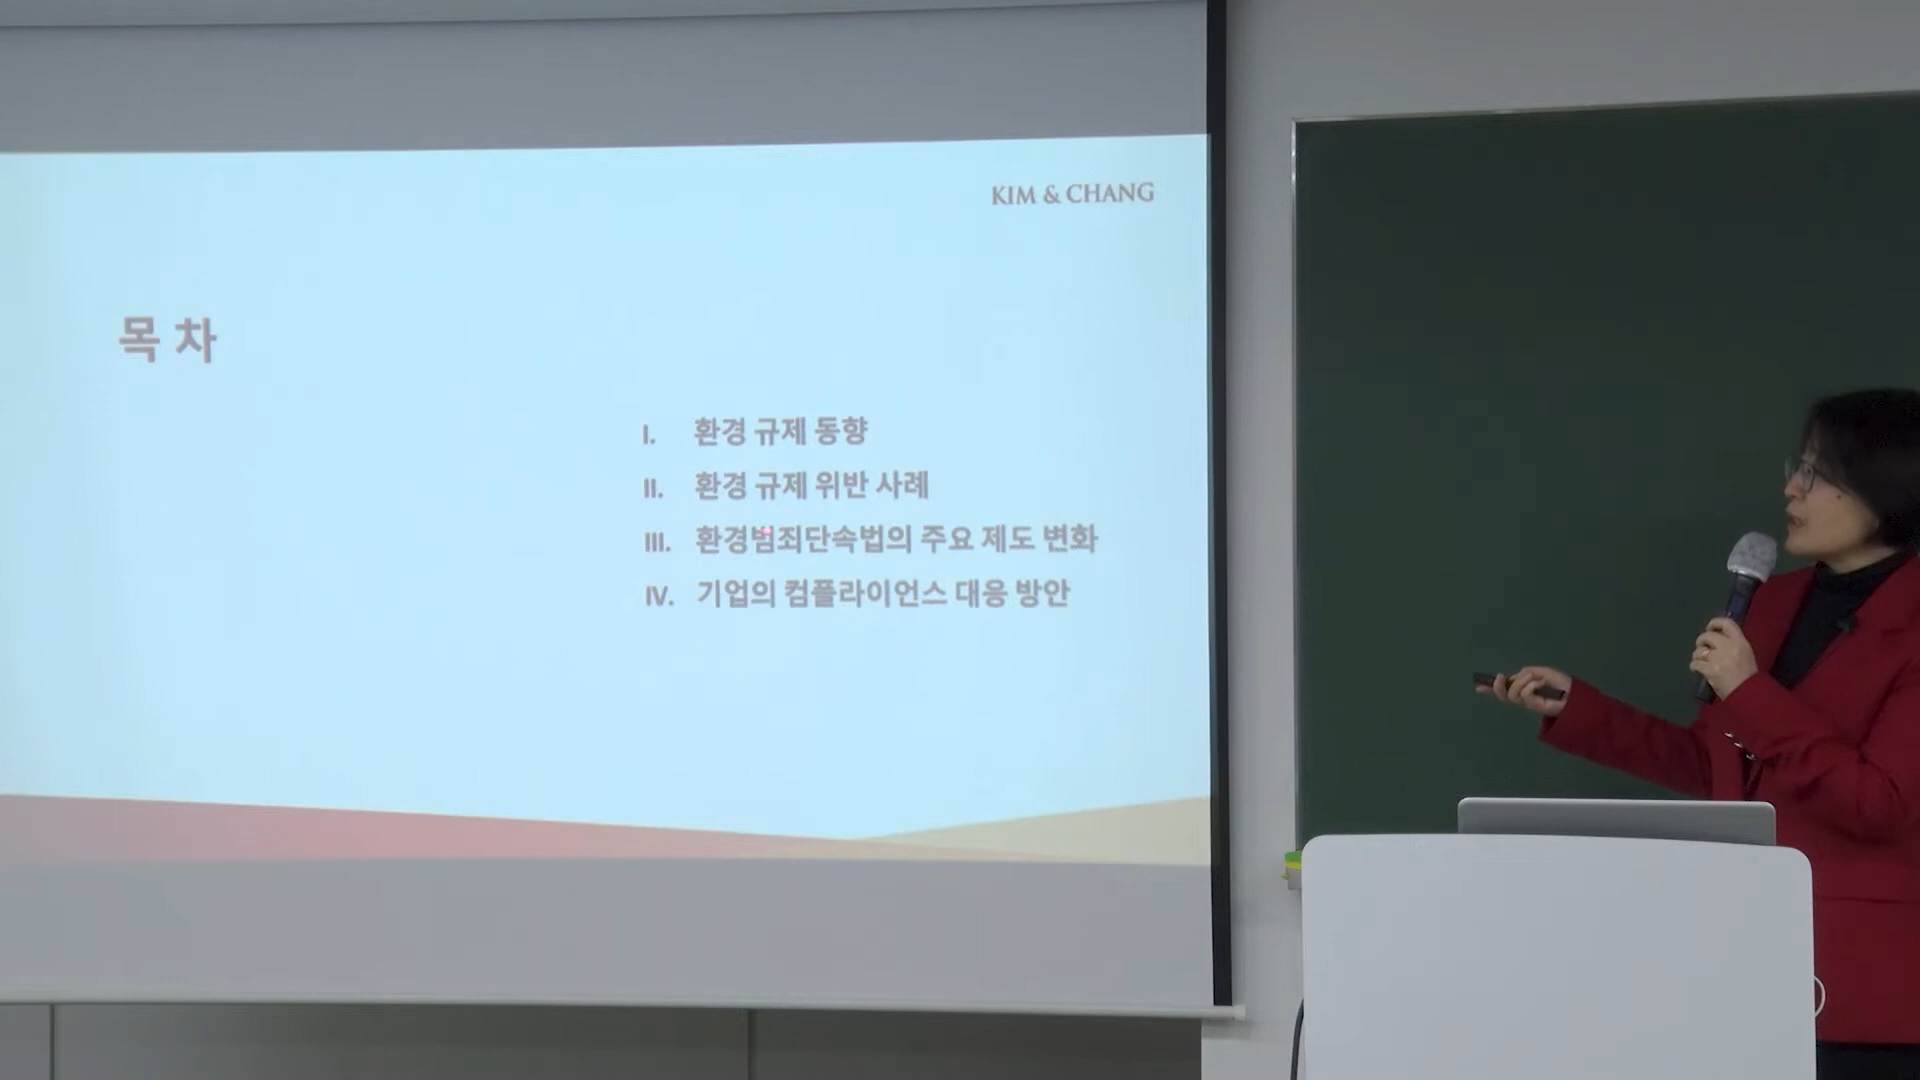 KIM & CHANG
목 차
I. 환경 규제 동향
II. 환경 규제 위반 사례
III. 환경범죄단속법의 주요 제도 변화
IV. 기업의 컴플라이언스 대응 방안